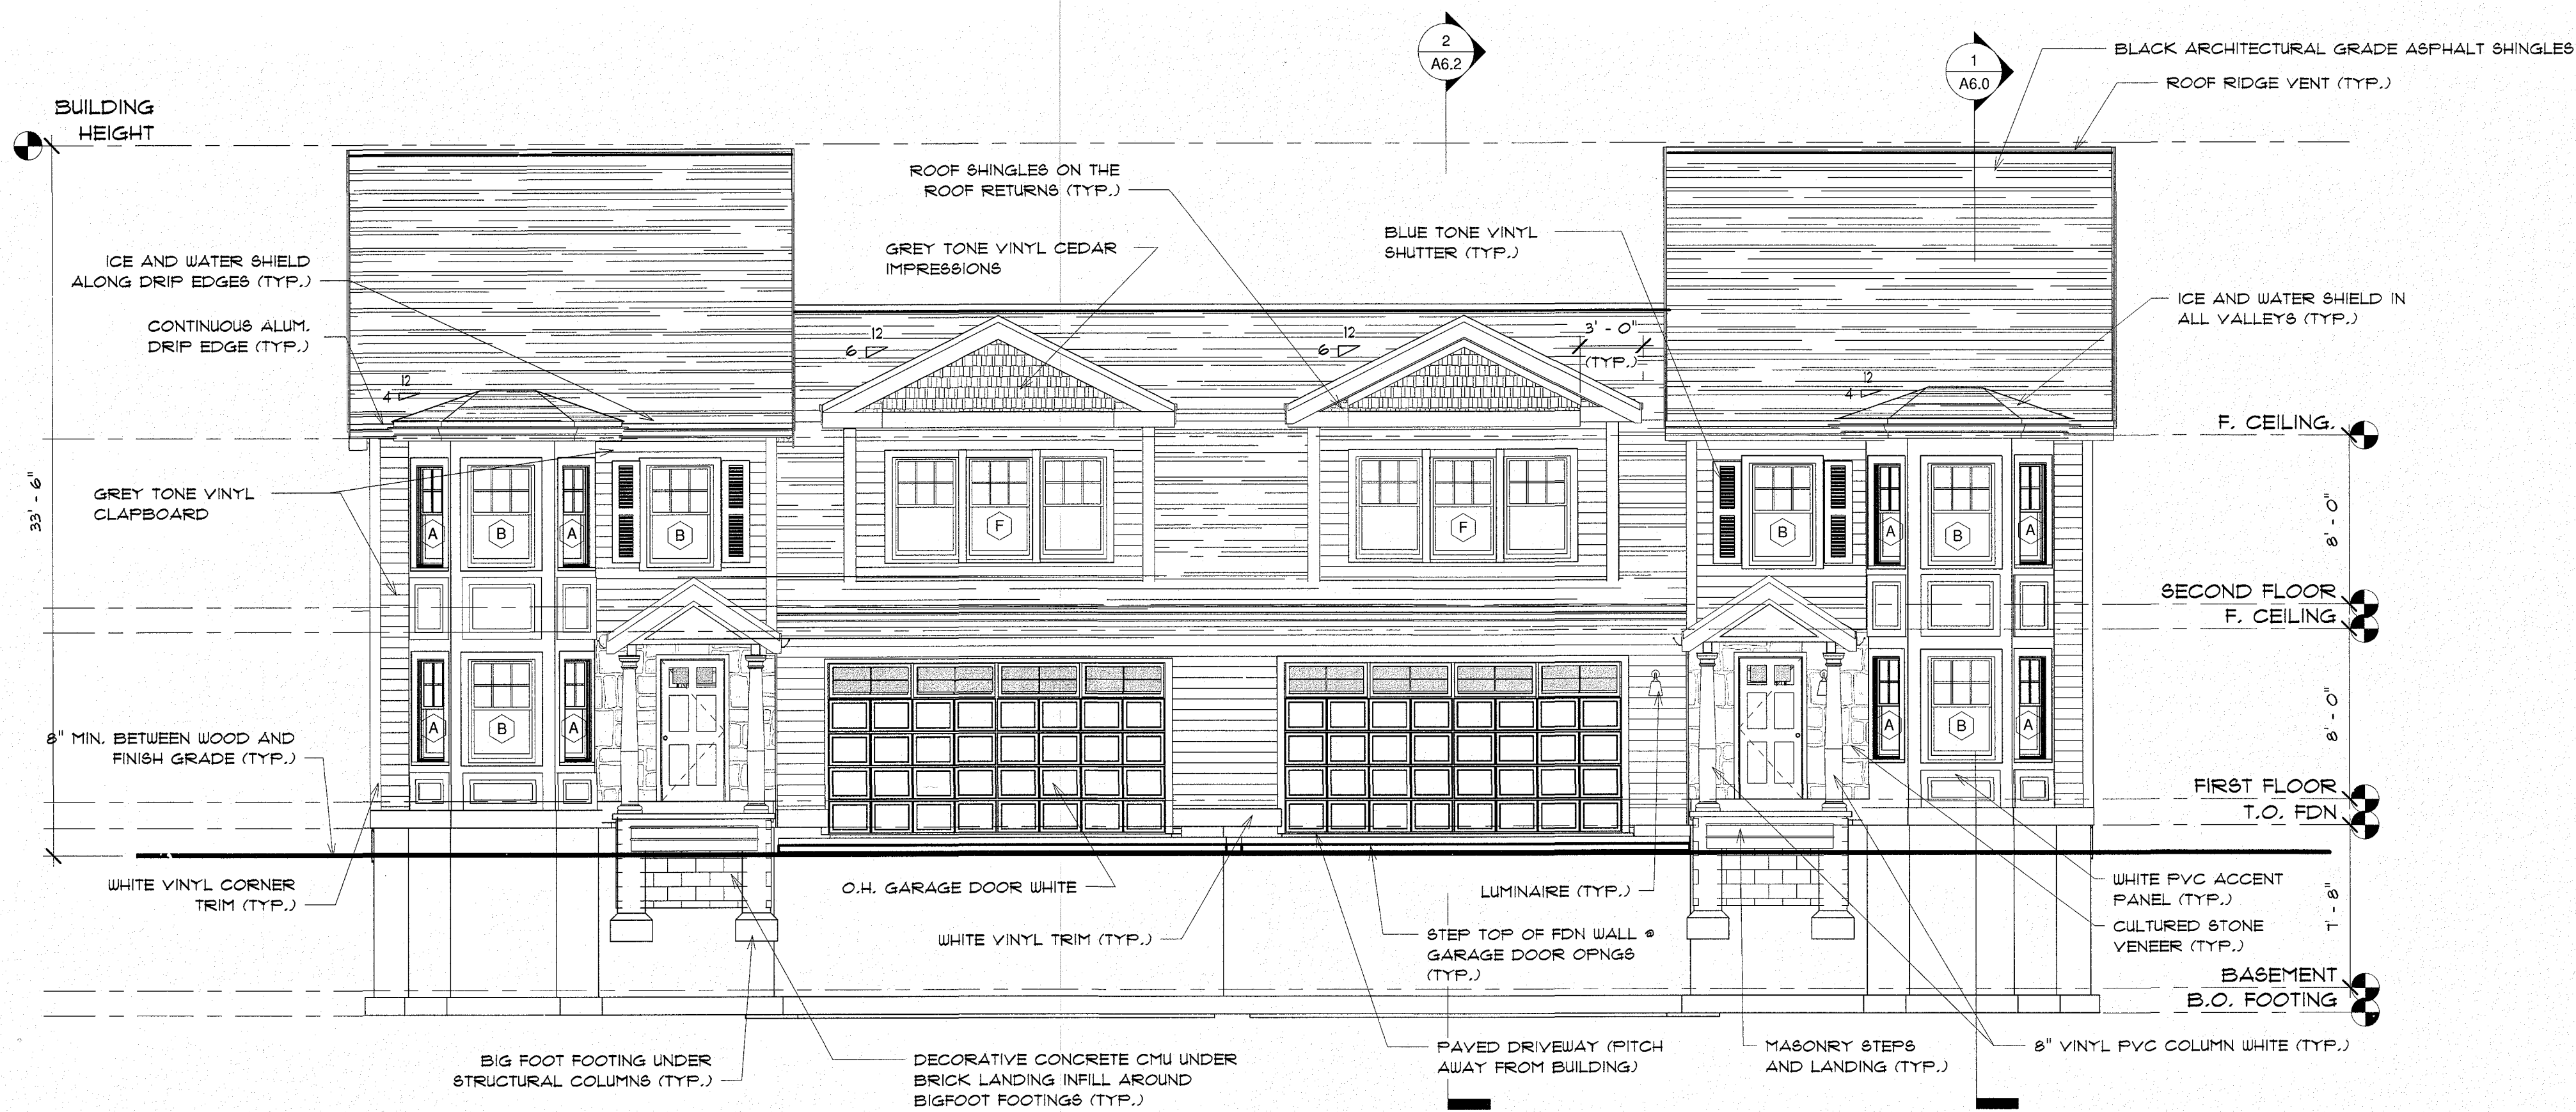 2
A6.2
1
A6.0
BLACK ARCHITECTURAL GRADE ASPHALT SHINGLES
ROOF RIDGE VENT (TYP.)
BUILDING
HEIGHT
ROOF SHINGLES ON THE
ROOF RETURNS (TYP.)
GREY TONE VINYL CEDAR
IMPRESSIONS
BLUE TONE VINYL
SHUTTER (TYP.)
ICE AND WATER SHIELD
ALONG DRIP EDGES (TYP.)
CONTINUOUS ALUM.
DRIP EDGE (TYP.)
ICE AND WATER SHIELD IN
ALL VALLEYS (TYP.)
12
6
12
6
3' - 0"
(TYP.)
12
4
12
4
F. CEILING.
GREY TONE VINYL
CLAPBOARD
33' - 6"
8' - 0"
A
B
A
B
F
F
B
A
B
A
SECOND FLOOR
F. CEILING
8' - 0"
A
B
A
A
B
A
8" MIN. BETWEEN WOOD AND
FINISH GRADE (TYP.)
FIRST FLOOR
T.O. FDN
WHITE VINYL CORNER
TRIM (TYP.)
O.H. GARAGE DOOR WHITE
LUMINAIRE (TYP.)
WHITE PVC ACCENT
PANEL (TYP.)
7' - 8"
WHITE VINYL TRIM (TYP.)
STEP TOP OF FDN WALL @
GARAGE DOOR OPNGS
(TYP.)
CULTURED STONE
VENEER (TYP.)
BASEMENT
B.O. FOOTING
BIG FOOT FOOTING UNDER
STRUCTURAL COLUMNS (TYP.)
DECORATIVE CONCRETE CMU UNDER
BRICK LANDING INFILL AROUND
BIGFOOT FOOTINGS (TYP.)
PAVED DRIVEWAY (PITCH
AWAY FROM BUILDING)
MASONRY STEPS
AND LANDING (TYP.)
8" VINYL PVC COLUMN WHITE (TYP.)